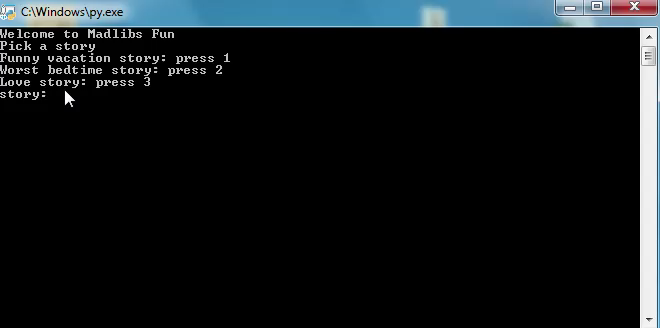 C:\Windows\py.exe
Welcome to Madlibs Fun
Pick a story
Funny vacation story: press 1
Worst bedtime story: press 2
Love story: press 3
story: